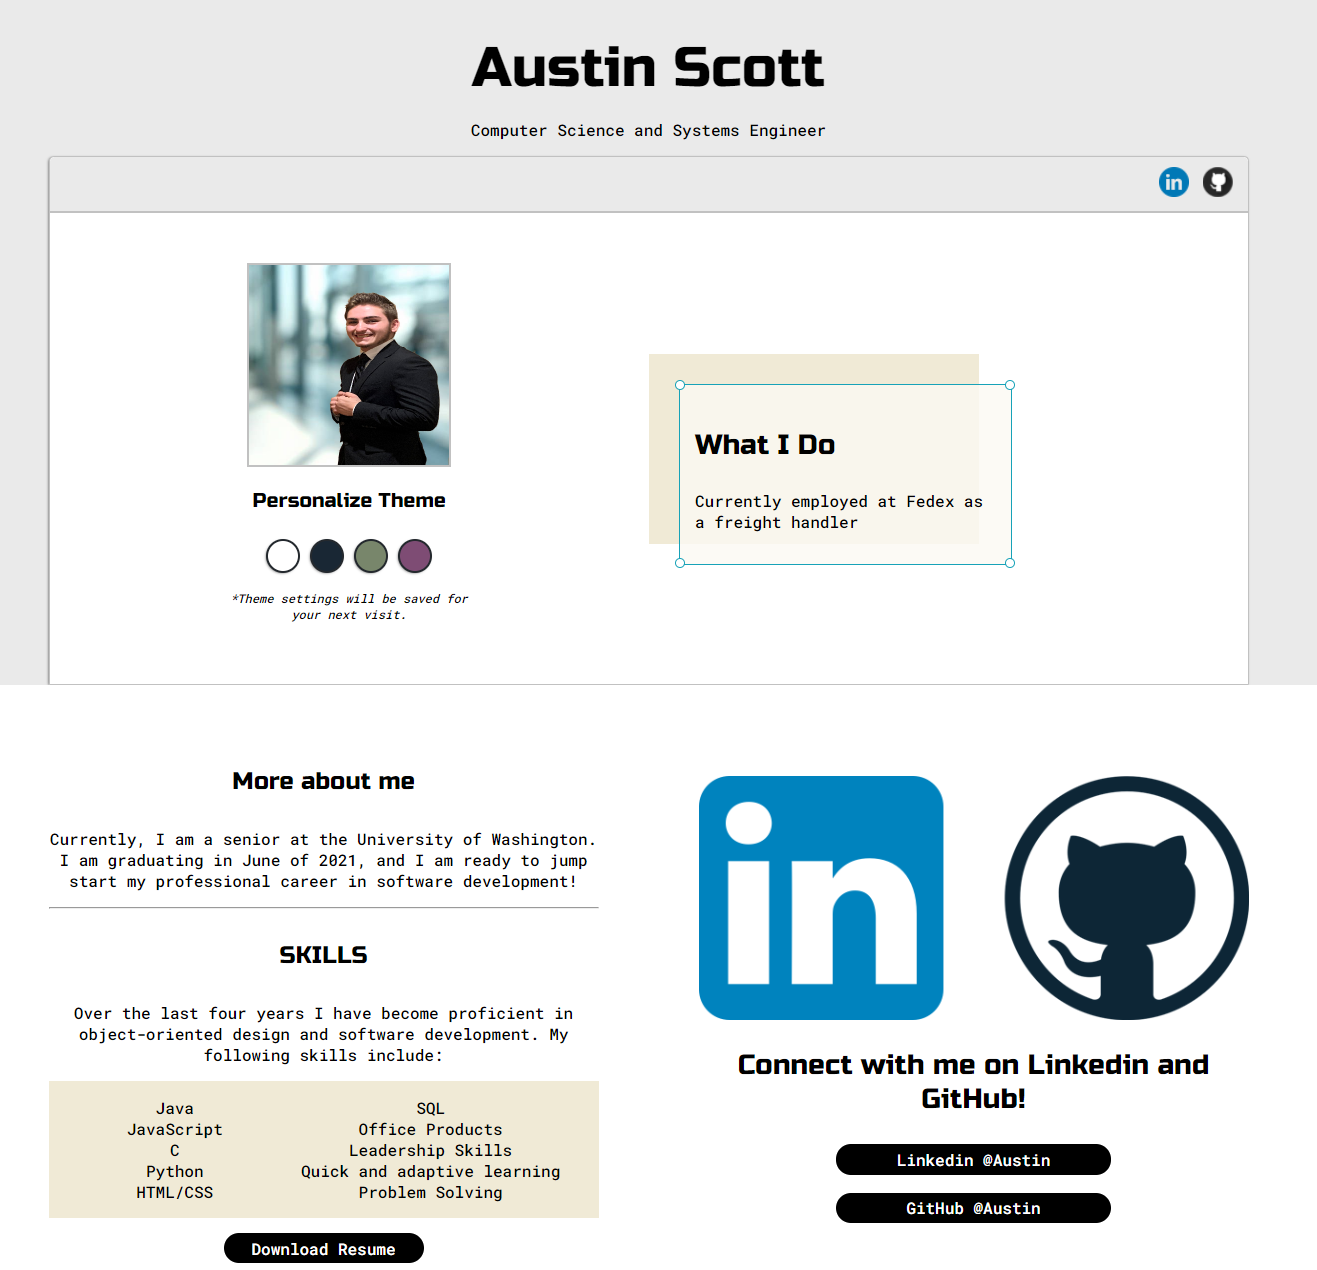 Austin Scott
Computer Science and Systems Engineer
in
Personalize Theme
*Theme settings will be saved for
your next visit.
What I Do
Currently employed at Fedex as
a freight handler
More about me
Currently, I am a senior at the University of Washington.
I am graduating in June of 2021, and I am ready to jump
start my professional career in software development!
SKILLS
Over the last four years I have become proficient in
object-oriented design and software development. My
following skills include:
Java
JavaScript
C
Python
HTML/CSS
SQL
Office Products
Leadership Skills
Quick and adaptive learning
Problem Solving
Download Resume
in
Connect with me on Linkedin and
GitHub!
Linkedin @Austin
GitHub @Austin